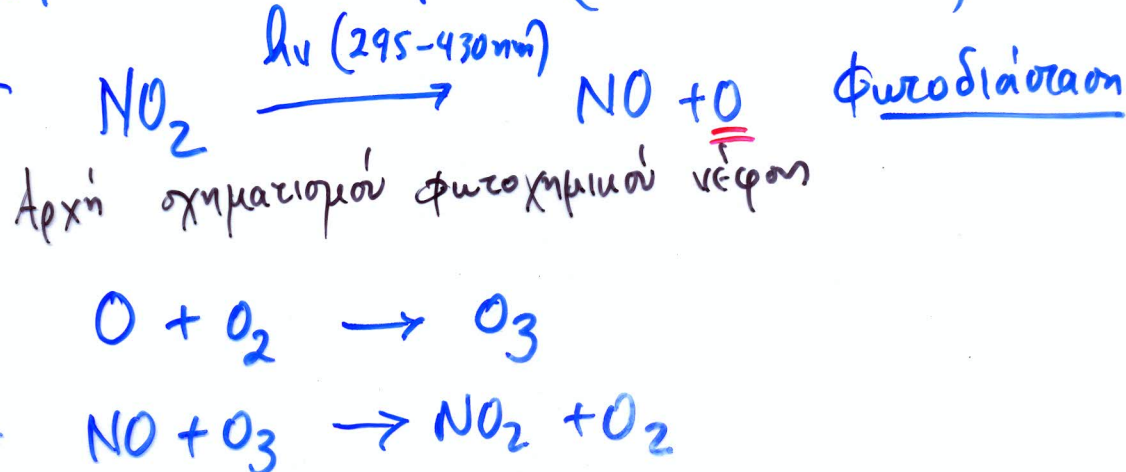 hν (295-430nm)
NO₂ ⟶ NO + O Φωτοδιάσταση
Αρχή σχηματισμού φωτοχημικού νέφους
O + O₂ → O₃
NO + O₃ → NO₂ + O₂